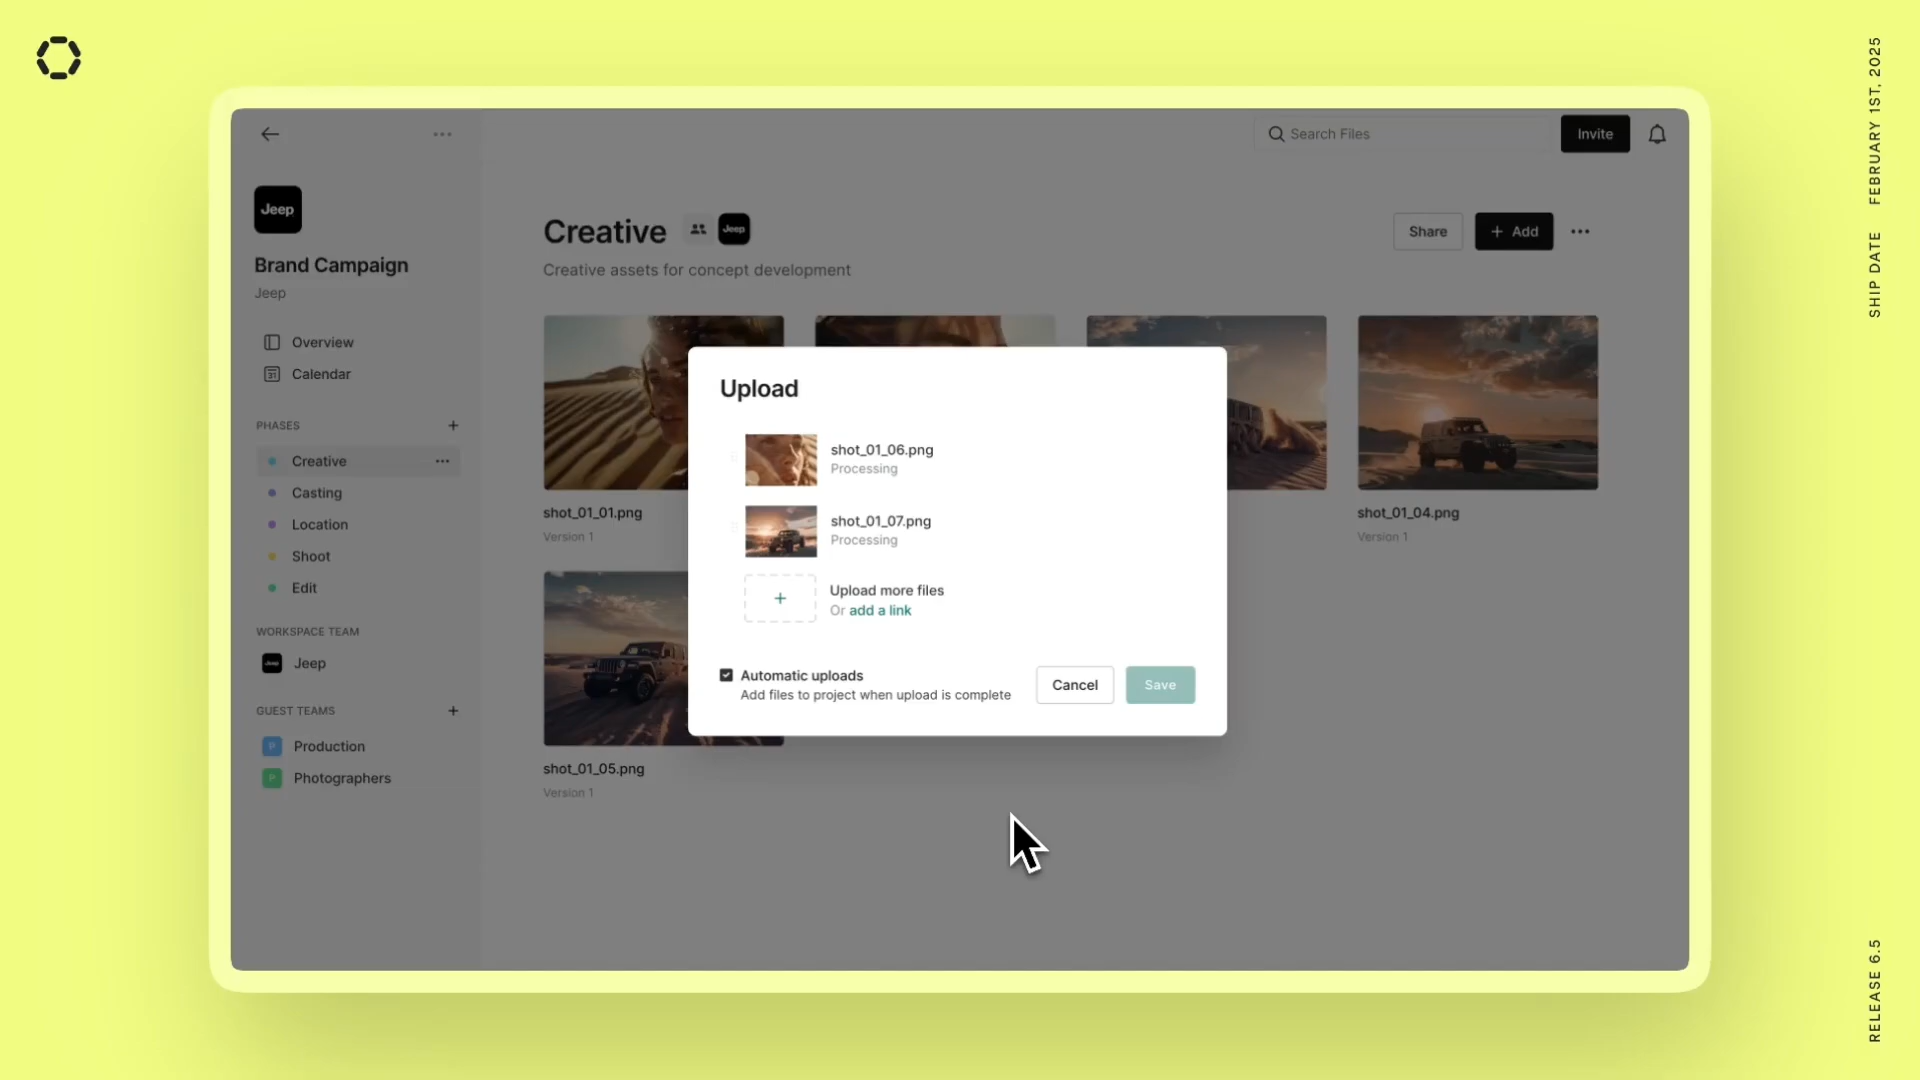 Search Files
Invite
Jeep
Brand Campaign
Jeep
Overview
31
Calendar
PHASES
Creative
Casting
Location
Shoot
Edit
WORKSPACE TEAM
Jeep
Jeep
GUEST TEAMS
P
Production
P
Photographers
Creative
Jeep
Creative assets for concept development
Share
+ Add
shot_01_01.png
Version 1
shot_01_04.png
Version 1
shot_01_05.png
Version 1
Upload
shot_01_06.png
Processing
shot_01_07.png
Processing
Upload more files
Or add a link
Automatic uploads
Add files to project when upload is complete
Cancel
Save
SHIP DATE FEBRUARY 1ST, 2025
RELEASE 6.5